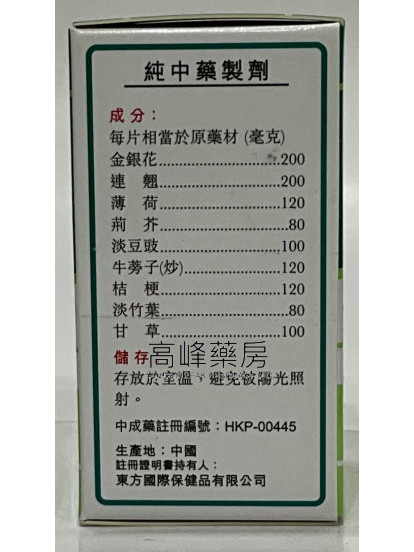 純中藥製劑
成分：
每片相當於原藥材 (毫克)
金銀花..............................200
連　翹..............................200
薄　荷..............................120
荊　芥................................80
淡豆豉..............................100
牛蒡子(炒)........................120
桔　梗..............................120
淡竹葉................................80
甘　草..............................100
儲存
高峰藥房
存放於室溫，避免被陽光照
射。
中成藥註冊編號：HKP-00445
生產地：中國
註冊證明書持有人：
東方國際保健品有限公司